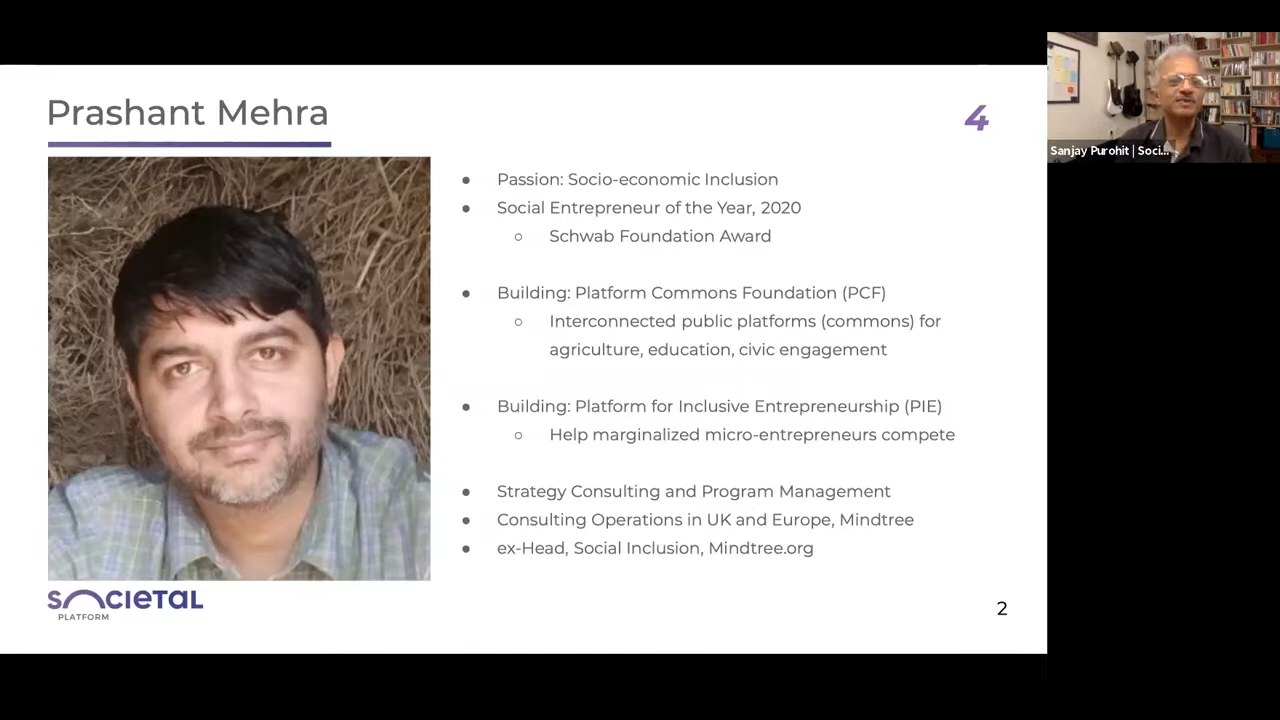 Prashant Mehra
4
Passion: Socio-economic Inclusion
Social Entrepreneur of the Year, 2020
Schwab Foundation Award
Building: Platform Commons Foundation (PCF)
Interconnected public platforms (commons) for
agriculture, education, civic engagement
Building: Platform for Inclusive Entrepreneurship (PIE)
Help marginalized micro-entrepreneurs compete
Strategy Consulting and Program Management
Consulting Operations in UK and Europe, Mindtree
ex-Head, Social Inclusion, Mindtree.org
sociETaL
PLATFORM
2
Sanjay Purohit | Soci...